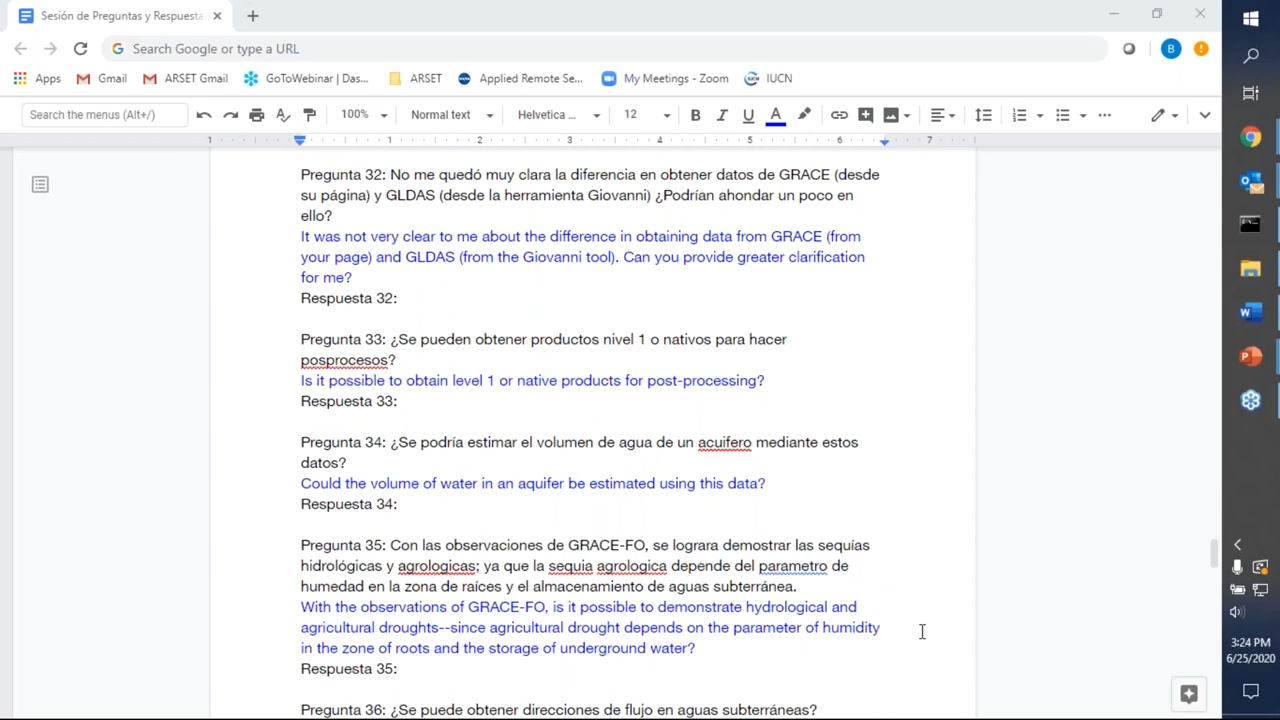 Sesión de Preguntas y Respuesta
Search Google or type a URL
B
Apps Gmail ARSET Gmail GoToWebinar | Das... ARSET Applied Remote Se... My Meetings - Zoom IUCN
Search the menus (Alt+/) 100% Normal text Helvetica ... 12 B I U A
1 1 2 3 4 5 6 7
Pregunta 32: No me quedó muy clara la diferencia en obtener datos de GRACE (desde
su página) y GLDAS (desde la herramienta Giovanni) ¿Podrían ahondar un poco en
ello?
It was not very clear to me about the difference in obtaining data from GRACE (from
your page) and GLDAS (from the Giovanni tool). Can you provide greater clarification
for me?
Respuesta 32:
Pregunta 33: ¿Se pueden obtener productos nivel 1 o nativos para hacer
posprocesos?
Is it possible to obtain level 1 or native products for post-processing?
Respuesta 33:
Pregunta 34: ¿Se podría estimar el volumen de agua de un acuifero mediante estos
datos?
Could the volume of water in an aquifer be estimated using this data?
Respuesta 34:
Pregunta 35: Con las observaciones de GRACE-FO, se lograra demostrar las sequías
hidrológicas y agrologicas; ya que la sequia agrologica depende del parametro de
humedad en la zona de raíces y el almacenamiento de aguas subterránea.
With the observations of GRACE-FO, is it possible to demonstrate hydrological and
agricultural droughts--since agricultural drought depends on the parameter of humidity
in the zone of roots and the storage of underground water?
Respuesta 35:
Pregunta 36: ¿Se puede obtener direcciones de flujo en aguas subterráneas?
3:24 PM
6/25/2020